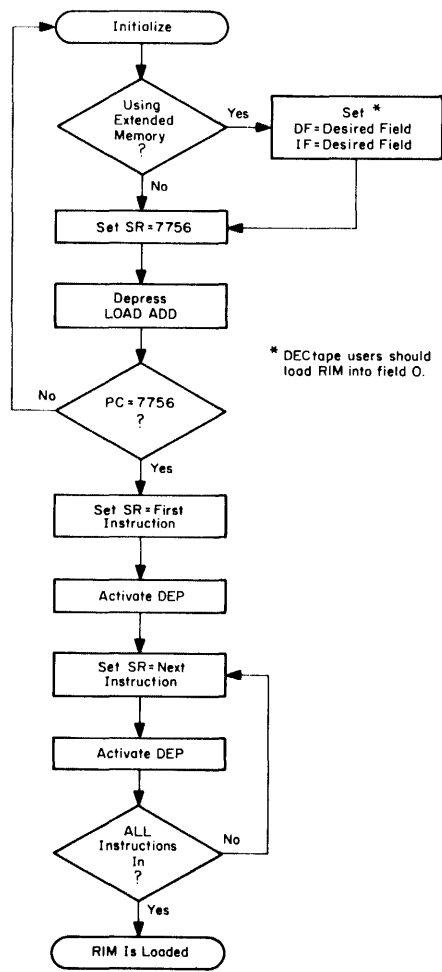 Initialize
Using
Extended
Memory
?
Yes
Set *
DF=Desired Field
IF=Desired Field
No
Set SR=7756
Depress
LOAD ADD
* DECtape users should
load RIM into field 0.
No
PC=7756
?
Yes
Set SR=First
Instruction
Activate DEP
Set SR=Next
Instruction
Activate DEP
ALL
Instructions
In
?
No
Yes
RIM Is Loaded